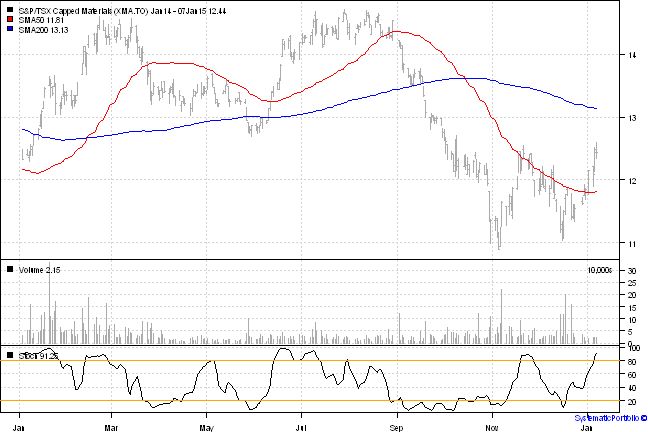 S&P/TSX Capped Materials (XMA.TO) Jan14 - 07Jan15 12.44
SMA50 11.81
SMA200 13.13
14
13
12
11
Volume 2.15
10,000s
30
25
20
15
10
5
0
Stoch 91.25
100
80
60
40
20
Jan
Mar
May
Jul
Sep
Nov
Jan
SystematicPortfolio ©